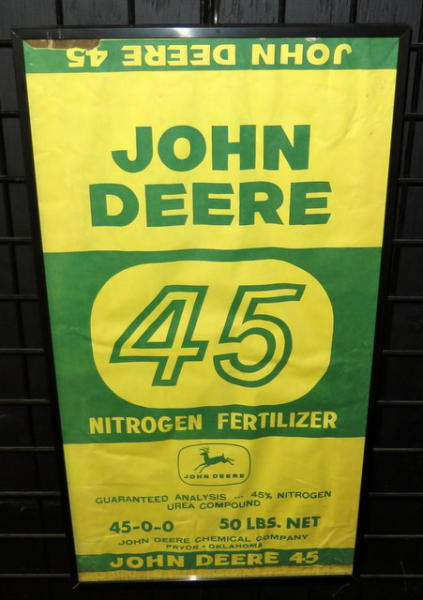 JOHN DEERE 45
JOHN
DEERE
45
NITROGEN FERTILIZER
JOHN DEERE
GUARANTEED ANALYSIS ... 45% NITROGEN
UREA COMPOUND
45-0-0 50 LBS. NET
JOHN DEERE CHEMICAL COMPANY
PRYOR - OKLAHOMA
JOHN DEERE 45